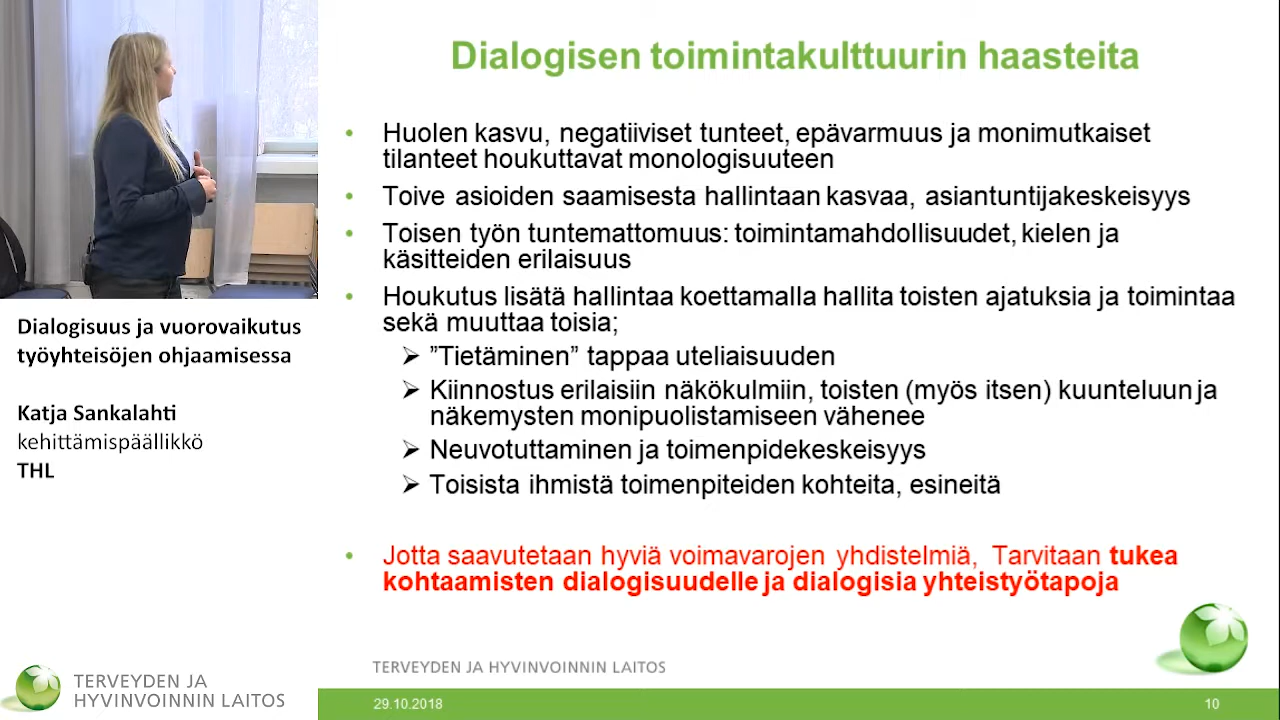 Dialogisen toimintakulttuurin haasteita
• Huolen kasvu, negatiiviset tunteet, epävarmuus ja monimutkaiset
tilanteet houkuttavat monologisuuteen
• Toive asioiden saamisesta hallintaan kasvaa, asiantuntijakeskeisyys
• Toisen työn tuntemattomuus: toimintamahdollisuudet, kielen ja
käsitteiden erilaisuus
• Houkutus lisätä hallintaa koettamalla hallita toisten ajatuksia ja toimintaa
sekä muuttaa toisia;
➢ ”Tietäminen” tappaa uteliaisuuden
➢ Kiinnostus erilaisiin näkökulmiin, toisten (myös itsen) kuunteluun ja
näkemysten monipuolistamiseen vähenee
➢ Neuvotuttaminen ja toimenpidekeskeisyys
➢ Toisista ihmistä toimenpiteiden kohteita, esineitä
• Jotta saavutetaan hyviä voimavarojen yhdistelmiä, Tarvitaan tukea
kohtaamisten dialogisuudelle ja dialogisia yhteistyötapoja
TERVEYDEN JA HYVINVOINNIN LAITOS
29.10.2018
10
Dialogisuus ja vuorovaikutus
työyhteisöjen ohjaamisessa
Katja Sankalahti
kehittämispäällikkö
THL
TERVEYDEN JA
HYVINVOINNIN LAITOS